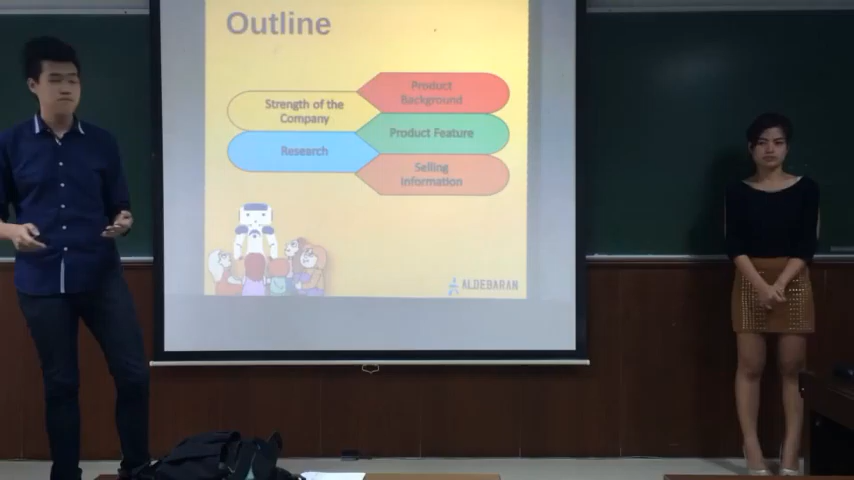 Outline
Strength of the
Company
Research
Product
Background
Product Feature
Selling
Information
ALDEBARAN